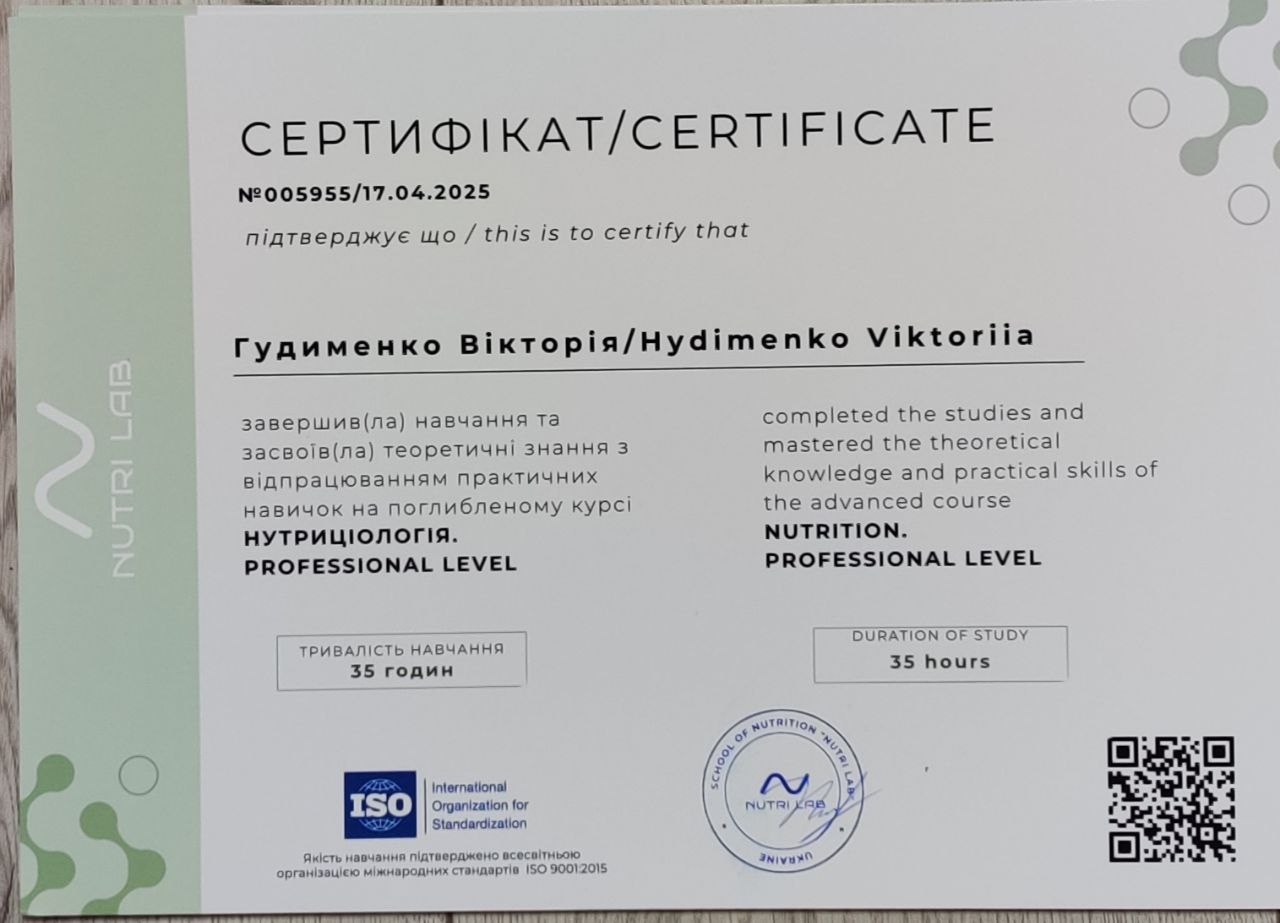 СЕРТИФІКАТ/CERTIFICATE
№005955/17.04.2025
підтверджує що / this is to certify that
Гудименко Вікторія/Hydimenko Viktoriia
завершив(ла) навчання та
засвоїв(ла) теоретичні знання з
відпрацюванням практичних
навичок на поглибленому курсі
НУТРИЦІОЛОГІЯ.
PROFESSIONAL LEVEL
completed the studies and
mastered the theoretical
knowledge and practical skills of
the advanced course
NUTRITION.
PROFESSIONAL LEVEL
ТРИВАЛІСТЬ НАВЧАННЯ
35 годин
DURATION OF STUDY
35 hours
NUTRI LAB
ISO
International
Organization for
Standardization
Якість навчання підтверджено всесвітньою
організацією міжнародних стандартів ISO 9001:2015
SCHOOL OF NUTRITION "NUTRI LAB"
NUTRI LAB
UKRAINE